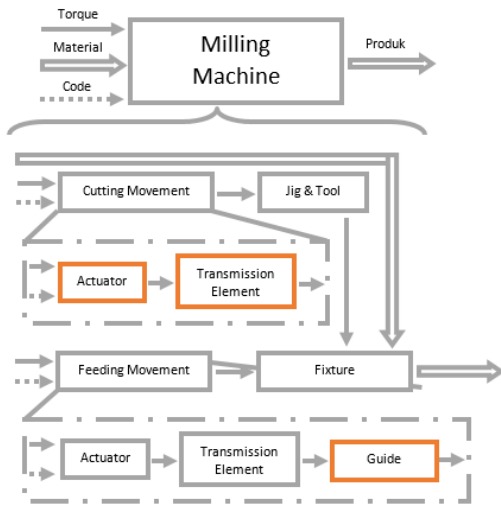 Torque
Material
Code
Milling
Machine
Produk
Cutting Movement
Jig & Tool
Actuator
Transmission
Element
Feeding Movement
Fixture
Actuator
Transmission
Element
Guide